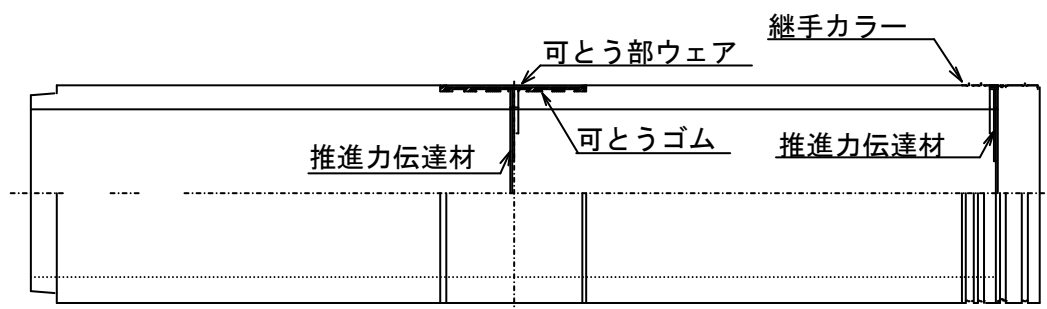 継手カラー
可とう部ウェア
可とうゴム
推進力伝達材
推進力伝達材